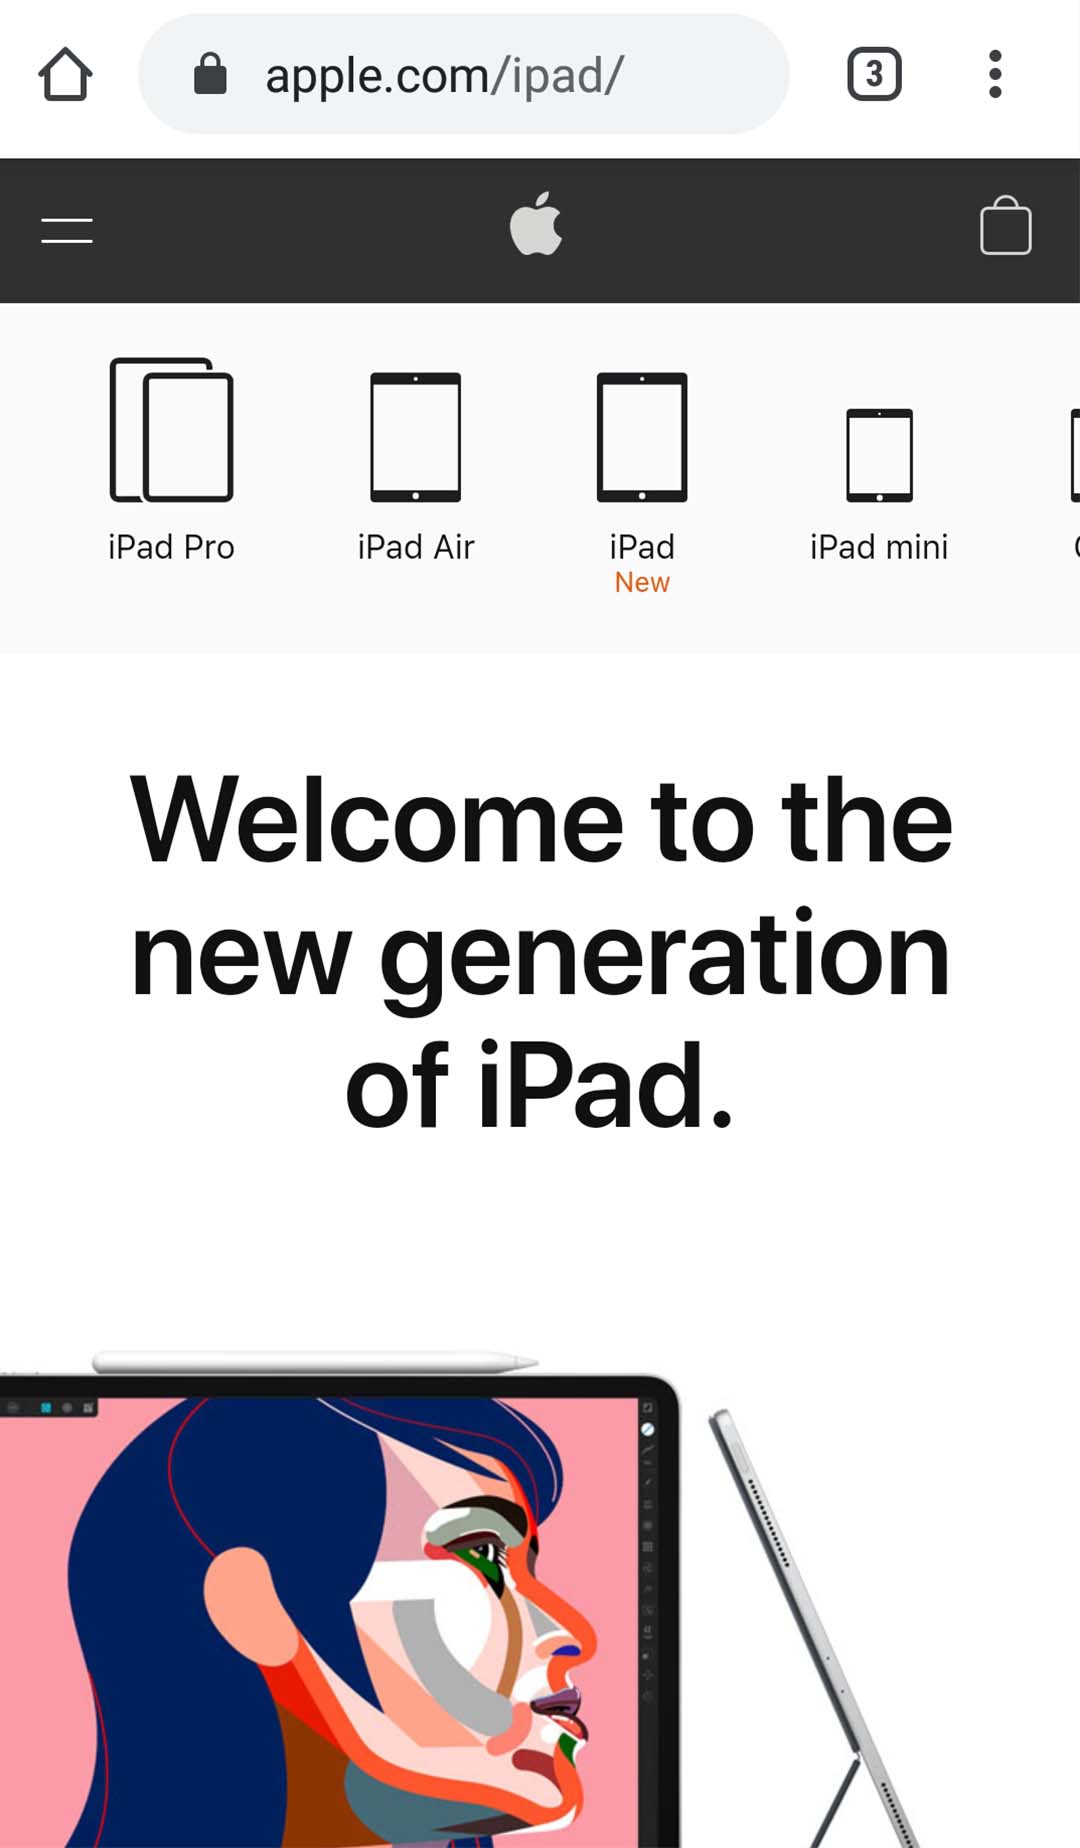 apple.com/ipad/
3
iPad Pro
iPad Air
iPad
New
iPad mini
Welcome to the
new generation
of iPad.